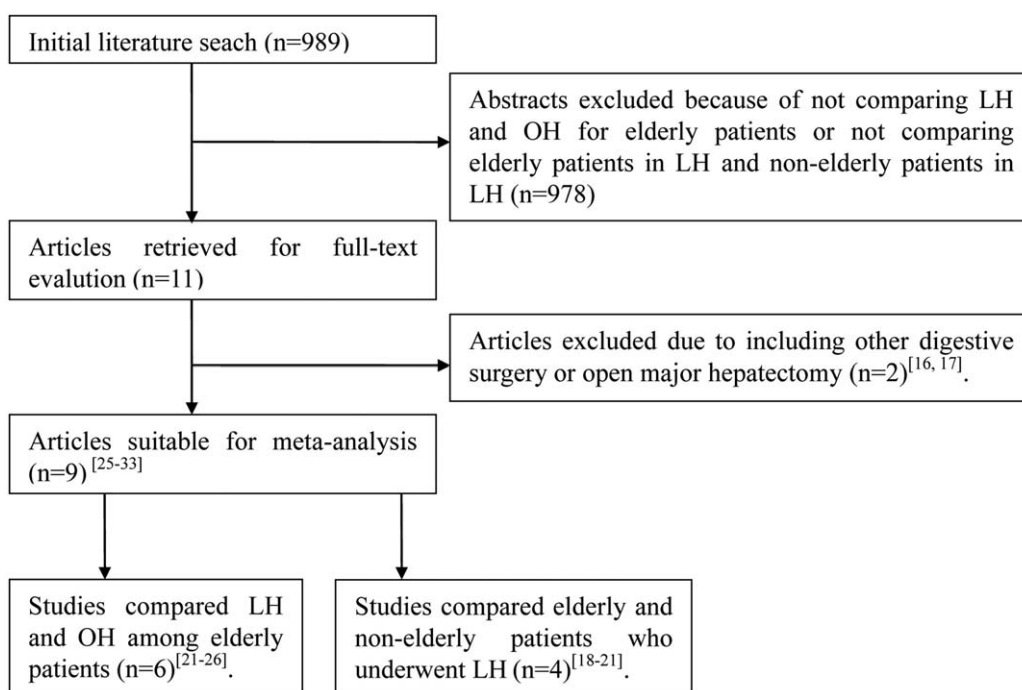 Initial literature seach (n=989)
Abstracts excluded because of not comparing LH
and OH for elderly patients or not comparing
elderly patients in LH and non-elderly patients in
LH (n=978)
Articles retrieved for full-text
evalution (n=11)
Articles excluded due to including other digestive
surgery or open major hepatectomy (n=2)[16, 17].
Articles suitable for meta-analysis
(n=9) [25-33]
Studies compared LH
and OH among elderly
patients (n=6)[21-26].
Studies compared elderly and
non-elderly patients who
underwent LH (n=4)[18-21].